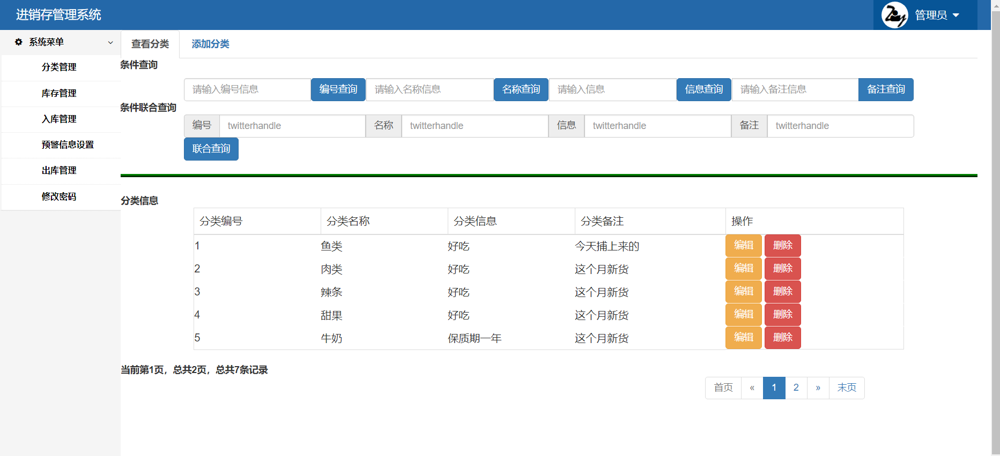 进销存管理系统
管理员
系统菜单
分类管理
库存管理
入库管理
预警信息设置
出库管理
修改密码
查看分类 添加分类
条件查询
请输入编号信息 编号查询 请输入名称信息 名称查询 请输入信息 信息查询 请输入备注信息 备注查询
条件联合查询
编号 twitterhandle 名称 twitterhandle 信息 twitterhandle 备注 twitterhandle
联合查询
分类信息
分类编号 分类名称 分类信息 分类备注 操作
1 鱼类 好吃 今天捕上来的 编辑 删除
2 肉类 好吃 这个月新货 编辑 删除
3 辣条 好吃 这个月新货 编辑 删除
4 甜果 好吃 这个月新货 编辑 删除
5 牛奶 保质期一年 这个月新货 编辑 删除
当前第1页，总共2页，总共7条记录
首页 « 1 2 » 末页